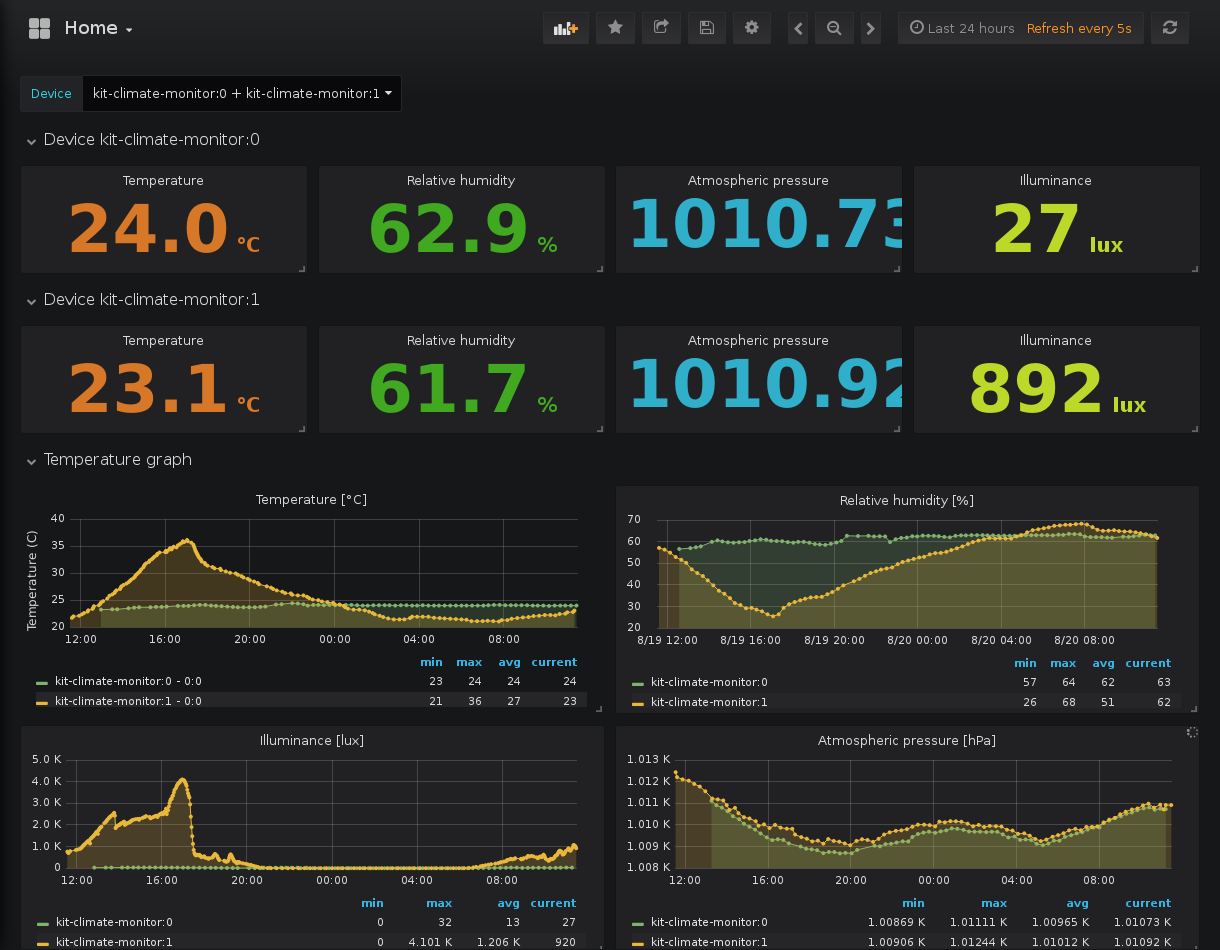 Home
Last 24 hours Refresh every 5s
Device kit-climate-monitor:0 + kit-climate-monitor:1
Device kit-climate-monitor:0
Temperature Relative humidity Atmospheric pressure Illuminance
24.0 °C 62.9 % 1010.73 27 lux
Device kit-climate-monitor:1
Temperature Relative humidity Atmospheric pressure Illuminance
23.1 °C 61.7 % 1010.92 892 lux
Temperature graph
Temperature [°C]
Temperature (C)
40
35
30
25
20
12:00 16:00 20:00 00:00 04:00 08:00
min max avg current
kit-climate-monitor:0 - 0:0 23 24 24 24
kit-climate-monitor:1 - 0:0 21 36 27 23
Relative humidity [%]
70
60
50
40
30
20
8/19 12:00 8/19 16:00 8/19 20:00 8/20 00:00 8/20 04:00 8/20 08:00
min max avg current
kit-climate-monitor:0 57 64 62 63
kit-climate-monitor:1 26 68 51 62
Illuminance [lux]
5.0 K
4.0 K
3.0 K
2.0 K
1.0 K
0
12:00 16:00 20:00 00:00 04:00 08:00
min max avg current
kit-climate-monitor:0 0 32 13 27
kit-climate-monitor:1 0 4.101 K 1.206 K 920
Atmospheric pressure [hPa]
1.013 K
1.012 K
1.011 K
1.010 K
1.009 K
1.008 K
12:00 16:00 20:00 00:00 04:00 08:00
min max avg current
kit-climate-monitor:0 1.00869 K 1.01111 K 1.00965 K 1.01073 K
kit-climate-monitor:1 1.00906 K 1.01244 K 1.01012 K 1.01092 K